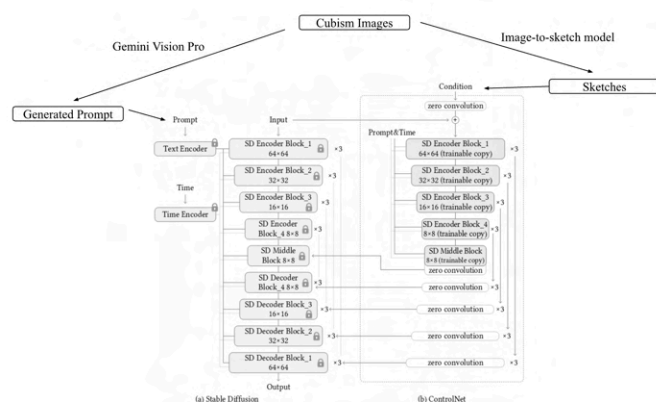 Cubism Images
Gemini Vision Pro
Image-to-sketch model
Generated Prompt
Sketches
Condition
zero convolution
Prompt
Input
+
Prompt&Time
Text Encoder
SD Encoder Block_1
64×64
×3
SD Encoder Block_1
64×64 (trainable copy)
×3
SD Encoder Block_2
32×32
×3
SD Encoder Block_2
32×32 (trainable copy)
×3
Time
Time Encoder
SD Encoder Block_3
16×16
×3
SD Encoder Block_3
16×16 (trainable copy)
×3
SD Encoder
Block_4 8×8
×3
SD Encoder Block_4
8×8 (trainable copy)
×3
SD Middle
Block 8×8
SD Middle Block
8×8 (trainable copy)
zero convolution
SD Decoder
Block_4 8×8
×3
zero convolution
×3
SD Decoder Block_3
16×16
×3
zero convolution
×3
SD Decoder Block_2
32×32
×3
zero convolution
×3
SD Decoder Block_1
64×64
×3
zero convolution
×3
Output
(a) Stable Diffusion
(b) ControlNet